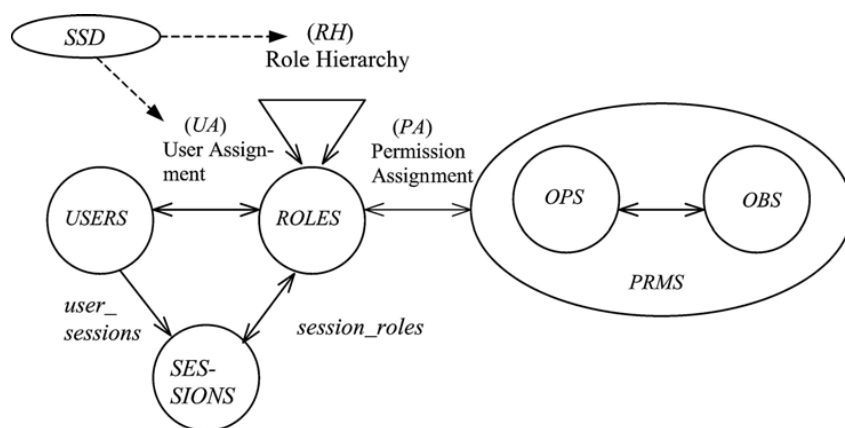 SSD
(RH)
Role Hierarchy
(UA)
User Assign-
ment
(PA)
Permission
Assignment
USERS
ROLES
OPS
OBS
PRMS
user_
sessions
session_roles
SES-
SIONS